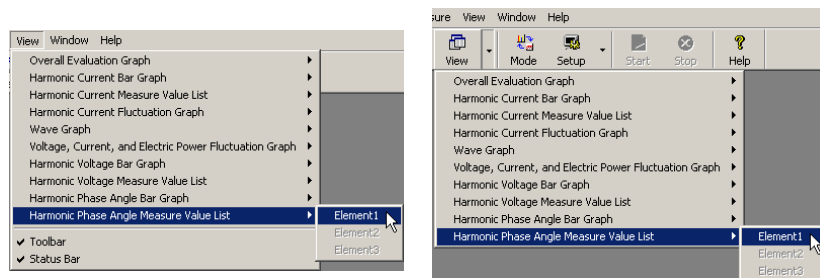 View Window Help
Overall Evaluation Graph
Harmonic Current Bar Graph
Harmonic Current Measure Value List
Harmonic Current Fluctuation Graph
Wave Graph
Voltage, Current, and Electric Power Fluctuation Graph
Harmonic Voltage Bar Graph
Harmonic Voltage Measure Value List
Harmonic Phase Angle Bar Graph
Harmonic Phase Angle Measure Value List
Element1
Element2
Element3
Toolbar
Status Bar
sure View Window Help
View Mode Setup Start Stop Help
Overall Evaluation Graph
Harmonic Current Bar Graph
Harmonic Current Measure Value List
Harmonic Current Fluctuation Graph
Wave Graph
Voltage, Current, and Electric Power Fluctuation Graph
Harmonic Voltage Bar Graph
Harmonic Voltage Measure Value List
Harmonic Phase Angle Bar Graph
Harmonic Phase Angle Measure Value List
Element1
Element2
Element3